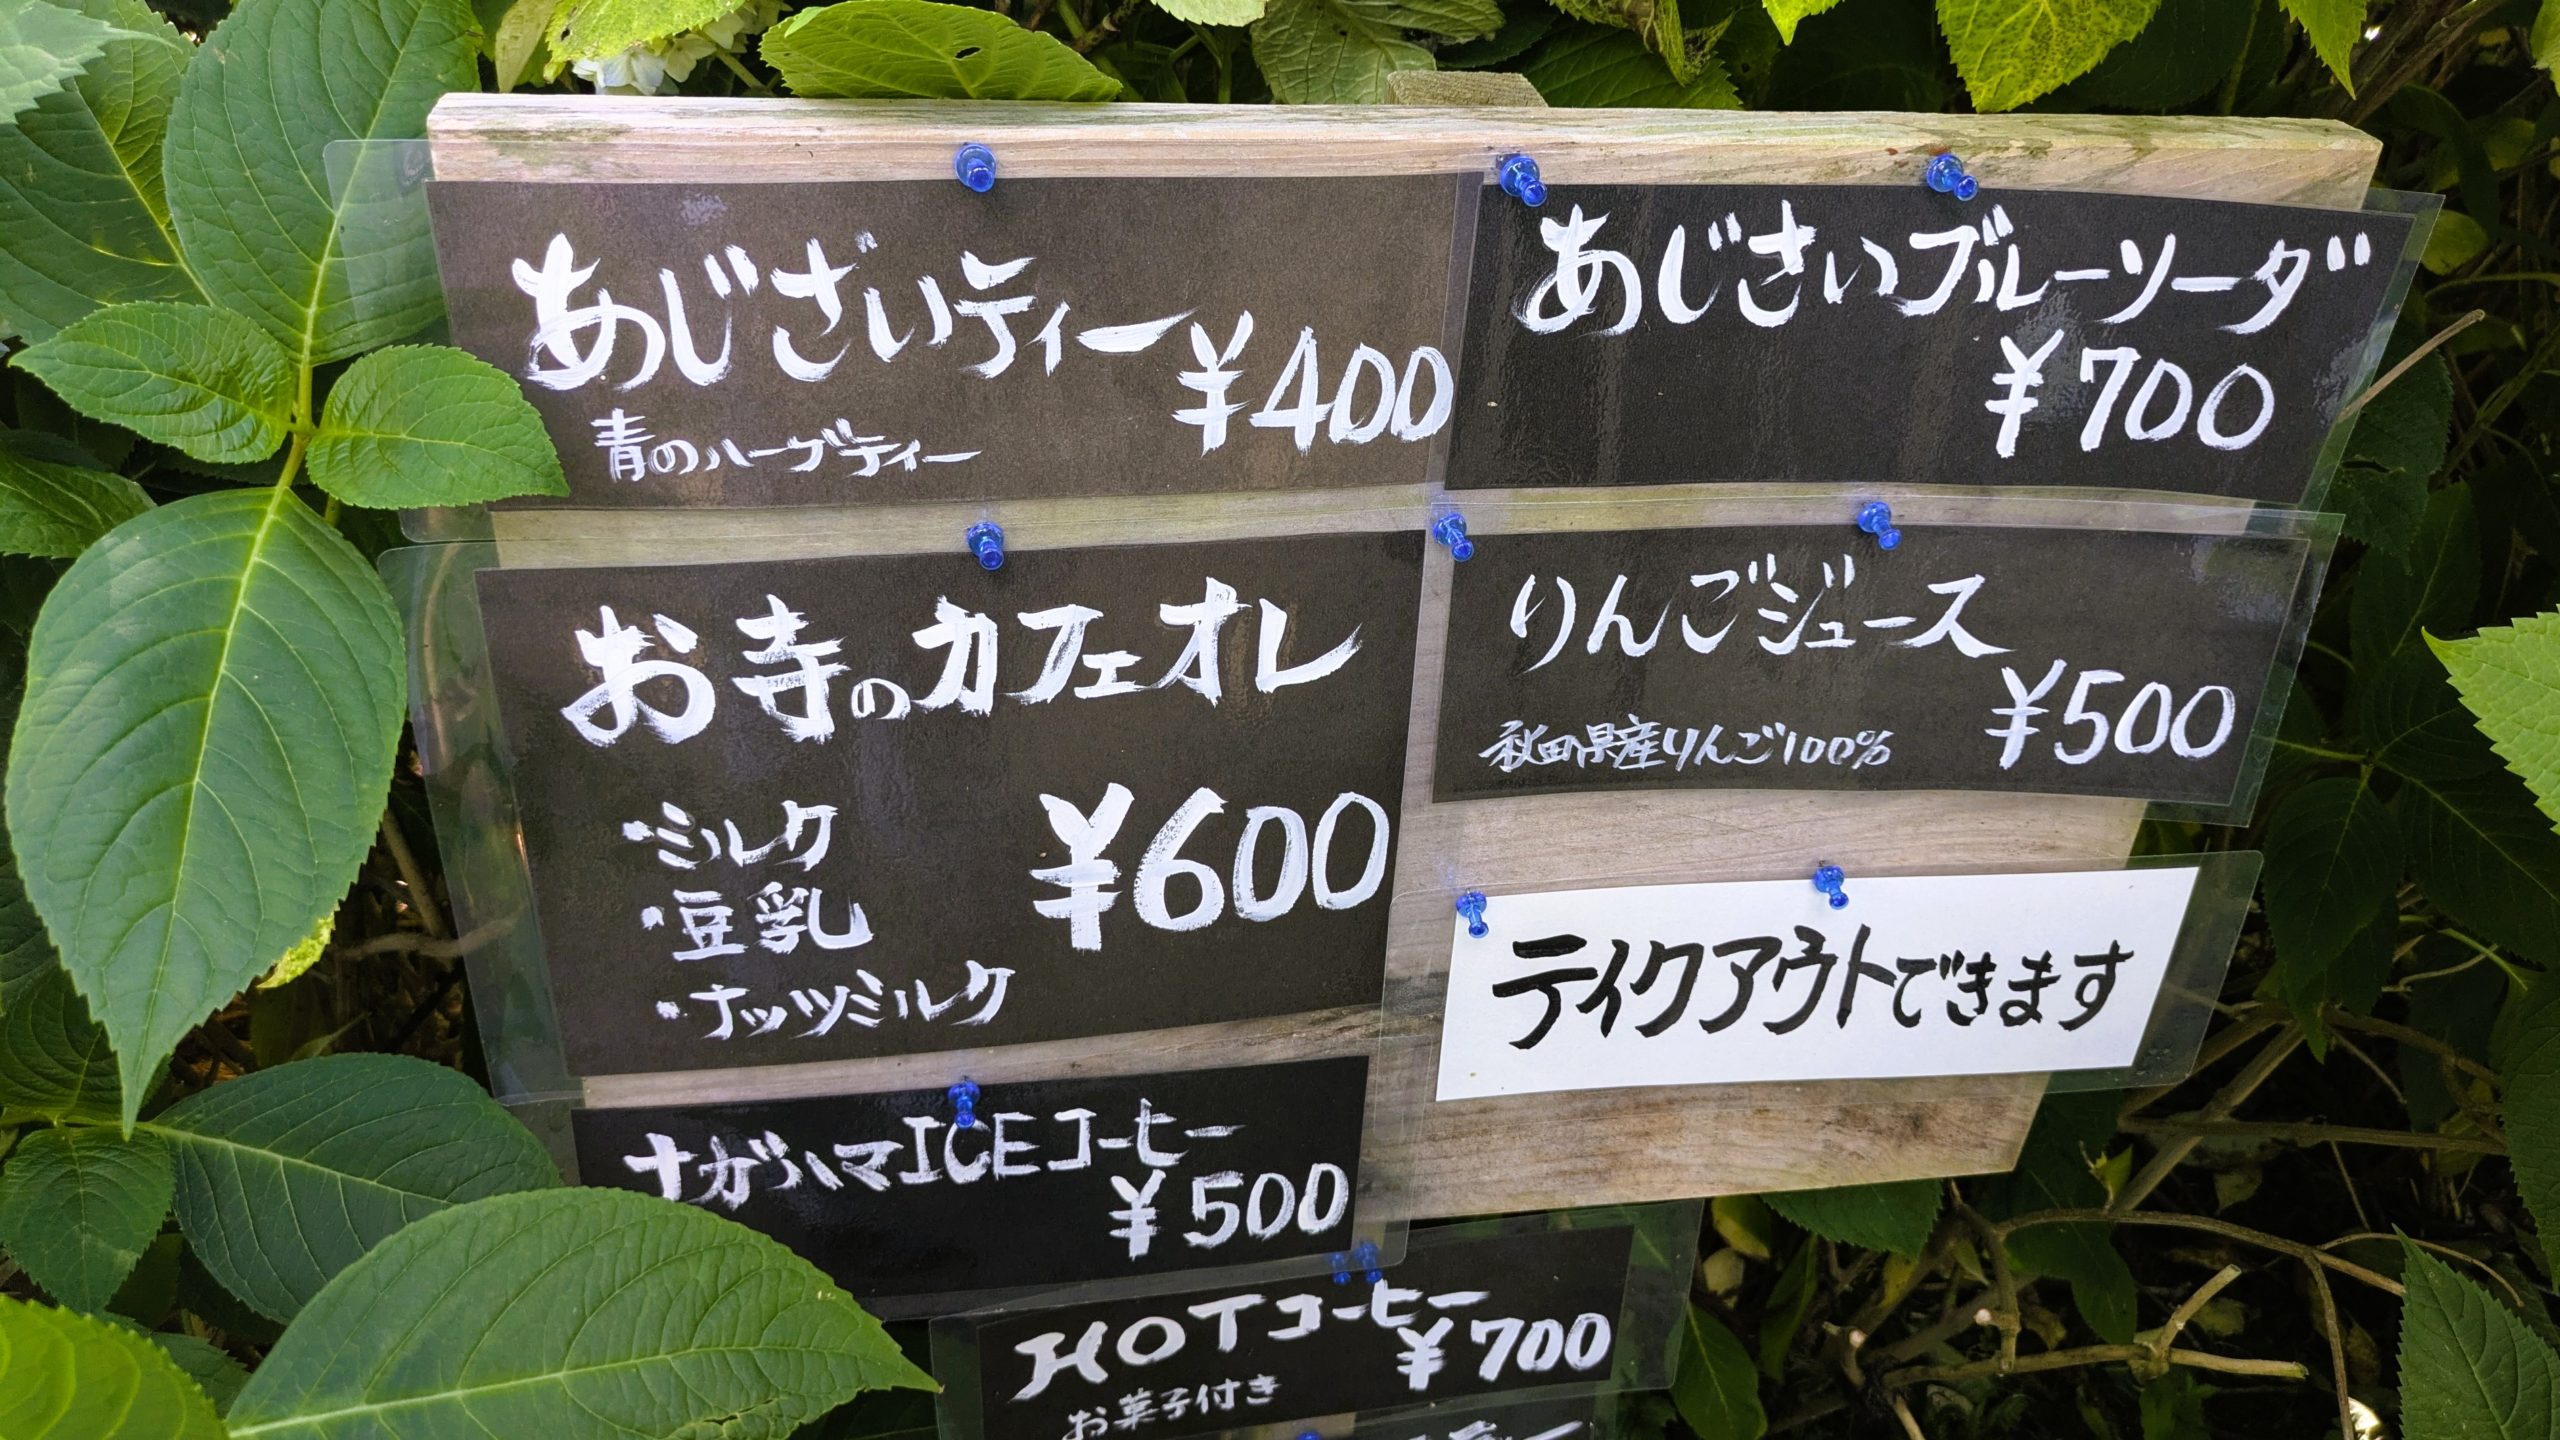 あじさいティー
¥400
青のハーブティー
あじさいブルーソーダ
¥700
お寺のカフェオレ
・ミルク
・豆乳
・ナッツミルク
¥600
りんごジュース
¥500
秋田県産りんご100%
テイクアウトできます
ナガハマICEコーヒー
¥500
HOTコーヒー
¥700
お菓子付き